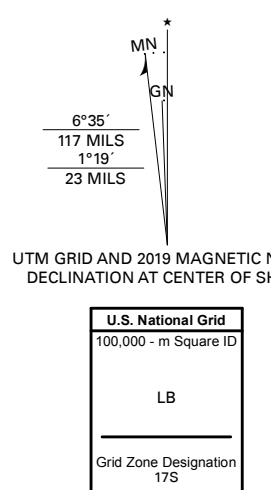 MN
GN
6°35´
117 MILS
1°19´
23 MILS
UTM GRID AND 2019 MAGNETIC N
DECLINATION AT CENTER OF SH
U.S. National Grid
100,000 - m Square ID
LB
Grid Zone Designation
17S